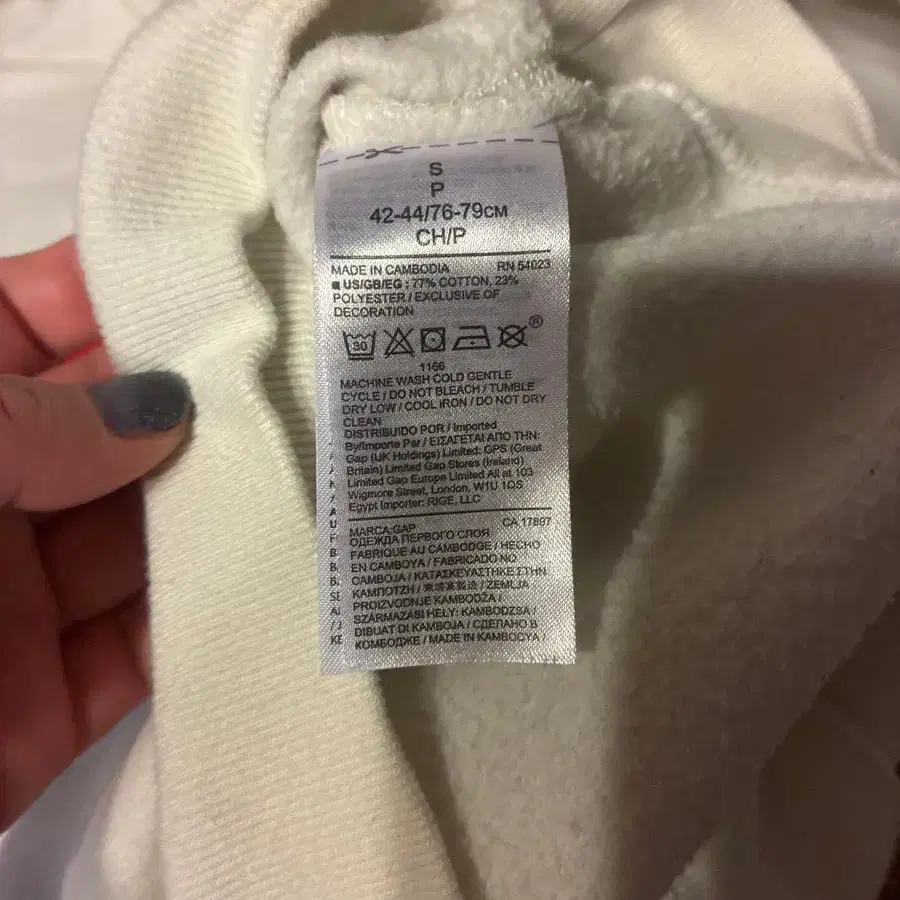 S
P
42-44/76-79CM
CH/P
MADE IN CAMBODIA RN 54023
■ US/GB/EG : 77% COTTON, 23%
POLYESTER / EXCLUSIVE OF
DECORATION
30
®
1166
MACHINE WASH COLD GENTLE
CYCLE / DO NOT BLEACH / TUMBLE
DRY LOW / COOL IRON / DO NOT DRY
CLEAN
DISTRIBUIDO POR / Imported
By/Importe Par / ΕΙΣΑΓΕΤΑΙ ΑΠΟ ΤΗΝ:
Gap (UK Holdings) Limited: GPS (Great
Britain) Limited Gap Stores (Ireland)
Limited Gap Europe Limited All at 103
Wigmore Street, London, W1U 1QS
Egypt Importer: RIGE, LLC
MARCA:GAP CA 17897
ОДЕЖДА ПЕРВОГО СЛОЯ
FABRIQUE AU CAMBODGE / HECHO
EN CAMBOYA / FABRICADO NO
CAMBOJA / ΚΑΤΑΣΚΕΥΑΣΤΗΚΕ ΣΤΗΝ
ΚΑΜΠΟΤΖΗ / 柬埔寨製造 / ZEMLJA
PROIZVODNJE KAMBODŽA /
SZÁRMAZÁSI HELY: KAMBODZSA /
DIBUAT DI KAMBOJA / СДЕЛАНО В
КОМБОДЖЕ / MADE IN KAMBOÇYA /